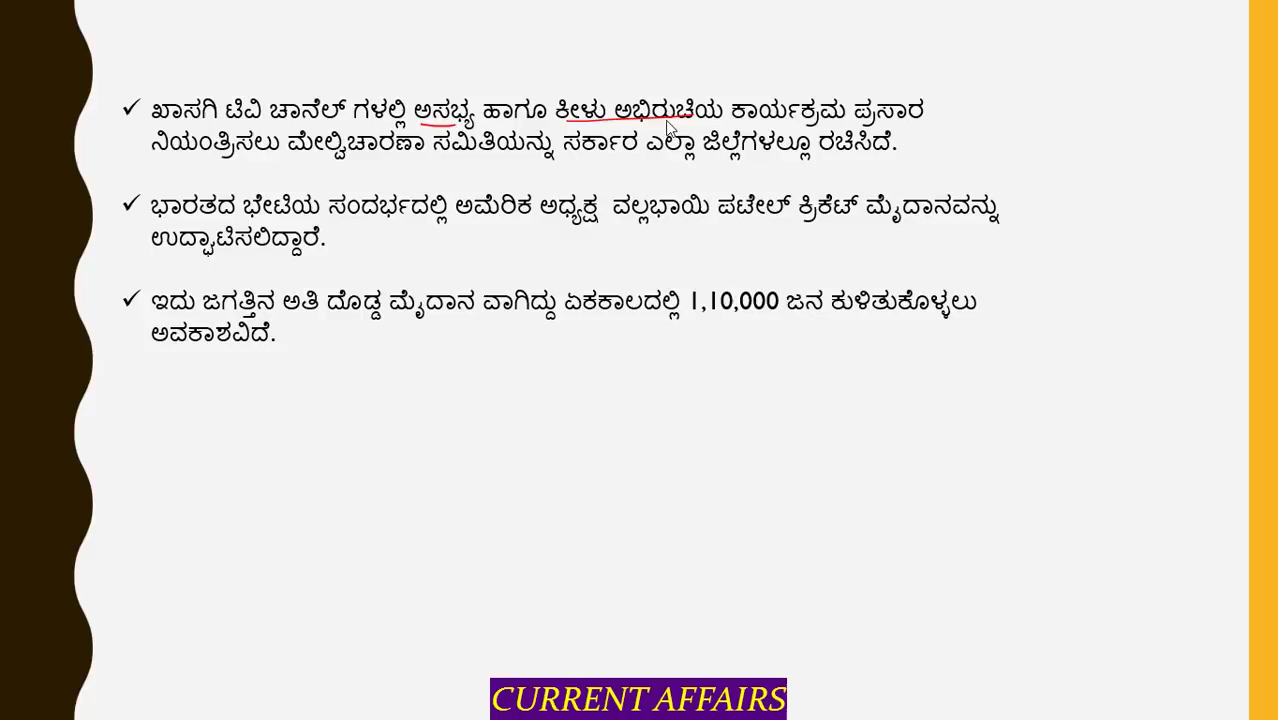 ಖಾಸಗಿ ಟಿವಿ ಚಾನೆಲ್ ಗಳಲ್ಲಿ ಅಸಭ್ಯ ಹಾಗೂ ಕೀಳು ಅಭಿರುಚಿಯ ಕಾರ್ಯಕ್ರಮ ಪ್ರಸಾರ
ನಿಯಂತ್ರಿಸಲು ಮೇಲ್ವಿಚಾರಣಾ ಸಮಿತಿಯನ್ನು ಸರ್ಕಾರ ಎಲ್ಲಾ ಜಿಲ್ಲೆಗಳಲ್ಲೂ ರಚಿಸಿದೆ.
ಭಾರತದ ಭೇಟಿಯ ಸಂದರ್ಭದಲ್ಲಿ ಅಮೆರಿಕ ಅಧ್ಯಕ್ಷ ವಲ್ಲಭಾಯಿ ಪಟೇಲ್ ಕ್ರಿಕೆಟ್ ಮೈದಾನವನ್ನು
ಉದ್ಘಾಟಿಸಲಿದ್ದಾರೆ.
ಇದು ಜಗತ್ತಿನ ಅತಿ ದೊಡ್ಡ ಮೈದಾನ ವಾಗಿದ್ದು ಏಕಕಾಲದಲ್ಲಿ 1,10,000 ಜನ ಕುಳಿತುಕೊಳ್ಳಲು
ಅವಕಾಶವಿದೆ.
CURRENT AFFAIRS